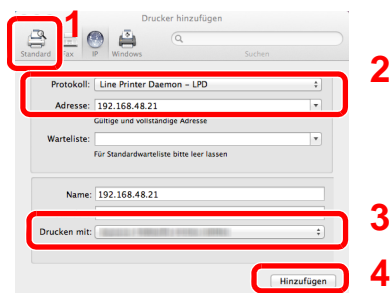 1
Drucker hinzufügen
Standard Fax IP Windows Suchen
2
Protokoll: Line Printer Daemon – LPD
Adresse: 192.168.48.21
Gültige und vollständige Adresse
Warteliste:
Für Standardwarteliste bitte leer lassen
Name: 192.168.48.21
3
Drucken mit:
4
Hinzufügen